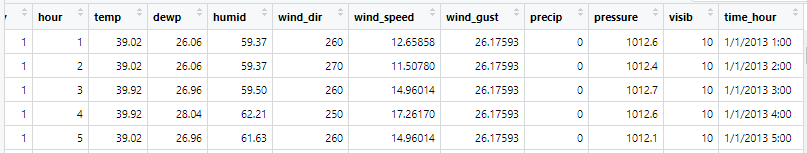 y hour temp dewp humid wind_dir wind_speed wind_gust precip pressure visib time_hour
1 1 39.02 26.06 59.37 260 12.65858 26.17593 0 1012.6 10 1/1/2013 1:00
1 2 39.02 26.06 59.37 270 11.50780 26.17593 0 1012.4 10 1/1/2013 2:00
1 3 39.92 26.96 59.50 260 14.96014 26.17593 0 1012.7 10 1/1/2013 3:00
1 4 39.92 28.04 62.21 250 17.26170 26.17593 0 1012.6 10 1/1/2013 4:00
1 5 39.02 26.96 61.63 260 14.96014 26.17593 0 1012.1 10 1/1/2013 5:00